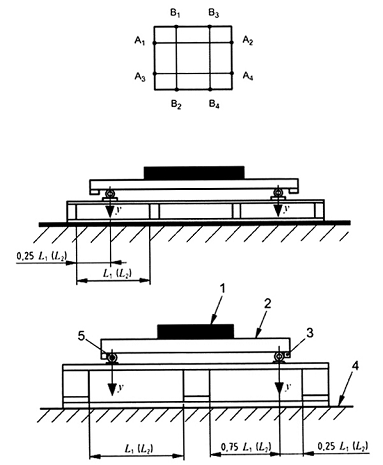 B₁ B₃
A₁ A₂
A₃ A₄
B₂ B₄
y y
0,25 L₁ (L₂)
L₁ (L₂)
1
2
5 3
4
y y
L₁ (L₂) 0,75 L₁ (L₂) 0,25 L₁ (L₂)